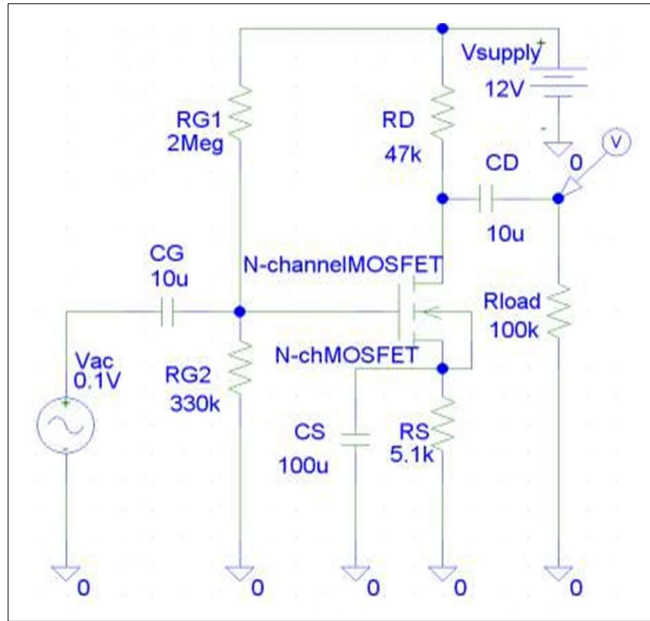 Vsupply
+
12V
-
0
V
RG1
2Meg
RD
47k
CD
10u
CG
10u
N-channelMOSFET
Rload
100k
N-chMOSFET
Vac
0.1V
+
-
RG2
330k
CS
100u
RS
5.1k
0
0
0
0
0